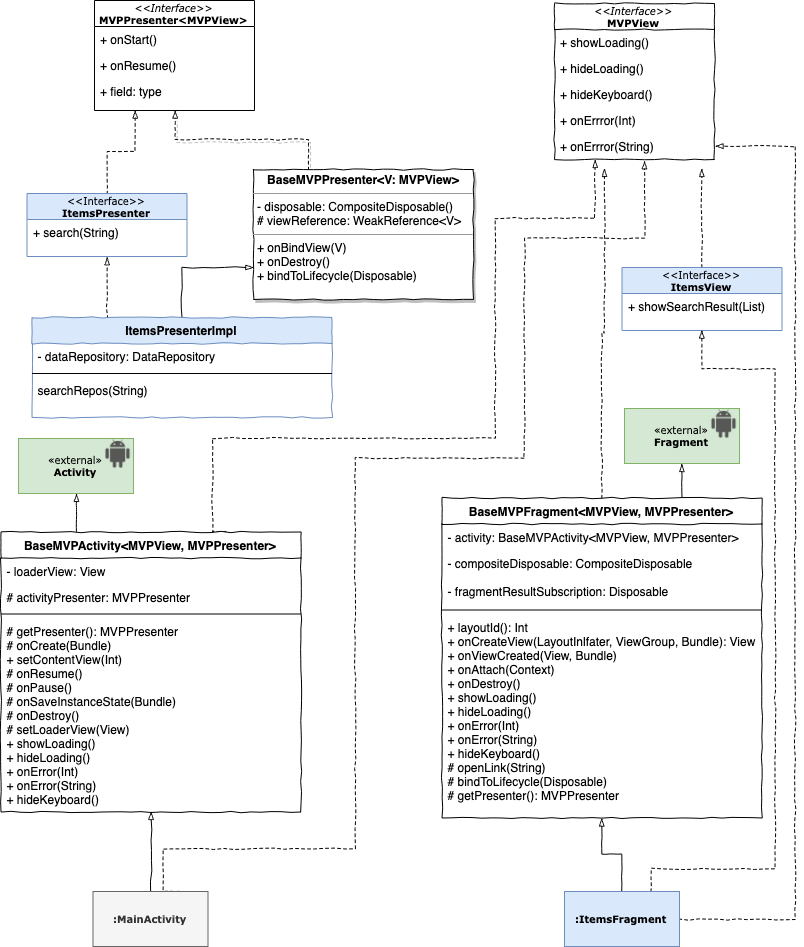 <<Interface>>
MVPPresenter<MVPView>
+ onStart()
+ onResume()
+ field: type
<<Interface>>
MVPView
+ showLoading()
+ hideLoading()
+ hideKeyboard()
+ onErrror(Int)
+ onErrror(String)
BaseMVPPresenter<V: MVPView>
- disposable: CompositeDisposable()
# viewReference: WeakReference<V>
+ onBindView(V)
+ onDestroy()
+ bindToLifecycle(Disposable)
<<Interface>>
ItemsPresenter
+ search(String)
<<Interface>>
ItemsView
+ showSearchResult(List)
ItemsPresenterImpl
- dataRepository: DataRepository
searchRepos(String)
«external»
Activity
«external»
Fragment
BaseMVPActivity<MVPView, MVPPresenter>
- loaderView: View
# activityPresenter: MVPPresenter
# getPresenter(): MVPPresenter
# onCreate(Bundle)
+ setContentView(Int)
# onResume()
# onPause()
# onSaveInstanceState(Bundle)
# onDestroy()
# setLoaderView(View)
+ showLoading()
+ hideLoading()
+ onError(Int)
+ onError(String)
+ hideKeyboard()
BaseMVPFragment<MVPView, MVPPresenter>
- activity: BaseMVPActivity<MVPView, MVPPresenter>
- compositeDisposable: CompositeDisposable
- fragmentResultSubscription: Disposable
+ layoutId(): Int
+ onCreateView(LayoutInlfater, ViewGroup, Bundle): View
+ onViewCreated(View, Bundle)
+ onAttach(Context)
+ onDestroy()
+ showLoading()
+ hideLoading()
+ onError(Int)
+ onError(String)
+ hideKeyboard()
# openLink(String)
# bindToLifecycle(Disposable)
# getPresenter(): MVPPresenter
:MainActivity
:ItemsFragment